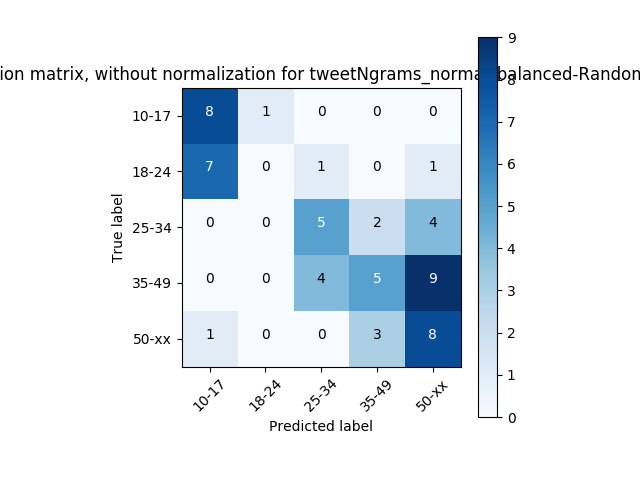 ion matrix, without normalization for tweetNgrams_norma balanced-Random
10-17 8 1 0 0 0
18-24 7 0 1 0 1
25-34 0 0 5 2 4
35-49 0 0 4 5 9
50-xx 1 0 0 3 8
True label
10-17 18-24 25-34 35-49 50-xx
Predicted label
9
8
7
6
5
4
3
2
1
0